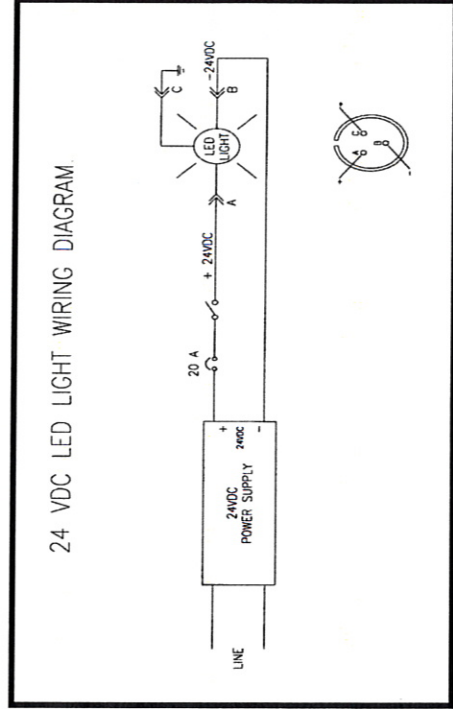 24 VDC LED LIGHT WIRING DIAGRAM.
LINE
24VDC
POWER SUPPLY
+
24VDC
-
20 A
+ 24VDC
A
LED
LIGHT
C
-24VDC
B
+
A
C
+
B
-